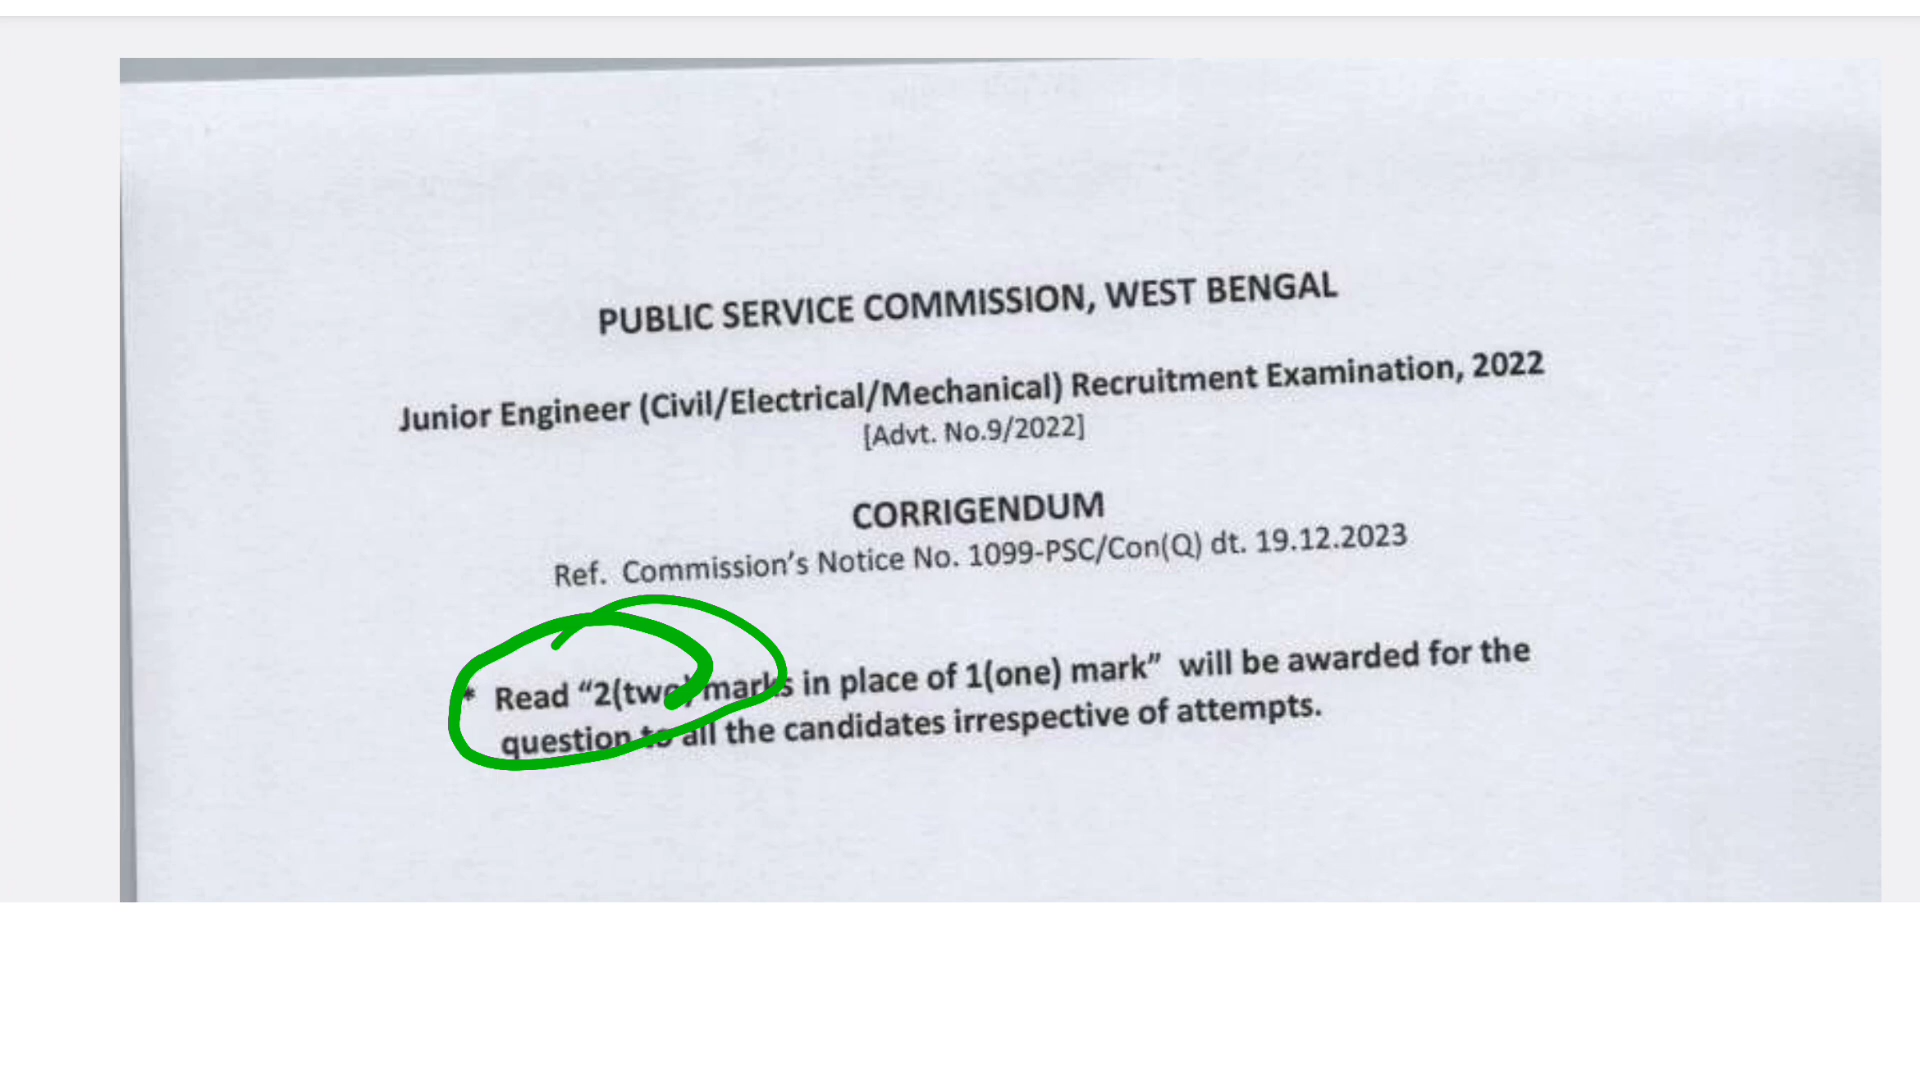 PUBLIC SERVICE COMMISSION, WEST BENGAL
Junior Engineer (Civil/Electrical/Mechanical) Recruitment Examination, 2022
[Advt. No.9/2022]
CORRIGENDUM
Ref. Commission’s Notice No. 1099-PSC/Con(Q) dt. 19.12.2023
* Read “2(two) marks in place of 1(one) mark” will be awarded for the
question to all the candidates irrespective of attempts.